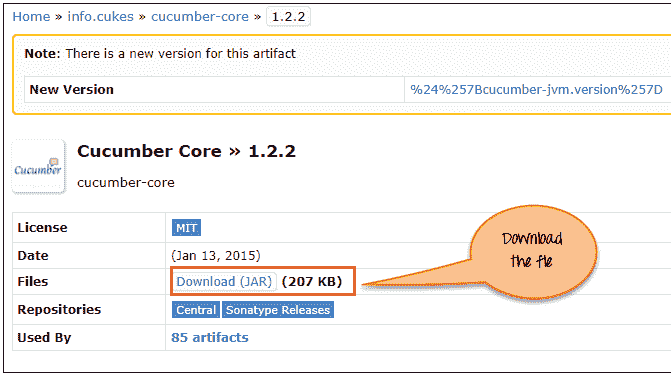 Home » info.cukes » cucumber-core » 1.2.2
Note: There is a new version for this artifact
New Version %24%257Bcucumber-jvm.version%257D
Cucumber
Cucumber Core » 1.2.2
cucumber-core
License MIT
Date (Jan 13, 2015)
Files Download (JAR) (207 KB)
Repositories Central Sonatype Releases
Used By 85 artifacts
Download
the file